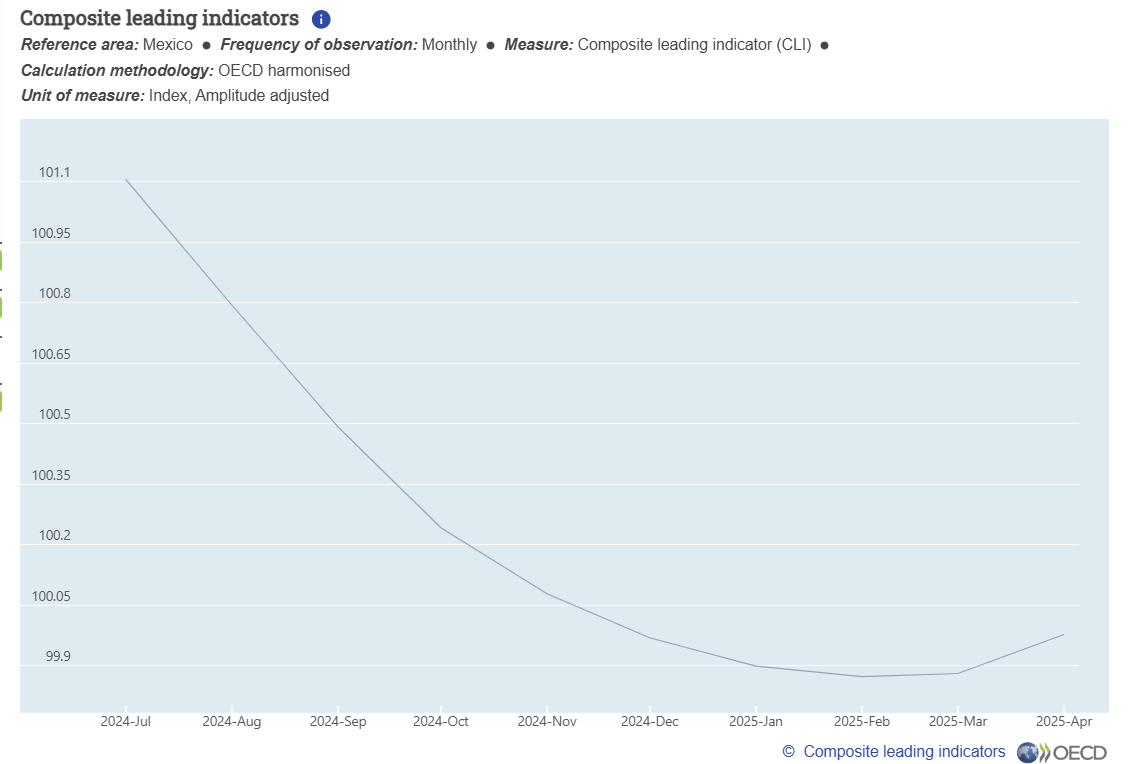 Composite leading indicators i
Reference area: Mexico ● Frequency of observation: Monthly ● Measure: Composite leading indicator (CLI) ●
Calculation methodology: OECD harmonised
Unit of measure: Index, Amplitude adjusted
101.1
100.95
100.8
100.65
100.5
100.35
100.2
100.05
99.9
2024-Jul 2024-Aug 2024-Sep 2024-Oct 2024-Nov 2024-Dec 2025-Jan 2025-Feb 2025-Mar 2025-Apr
© Composite leading indicators OECD